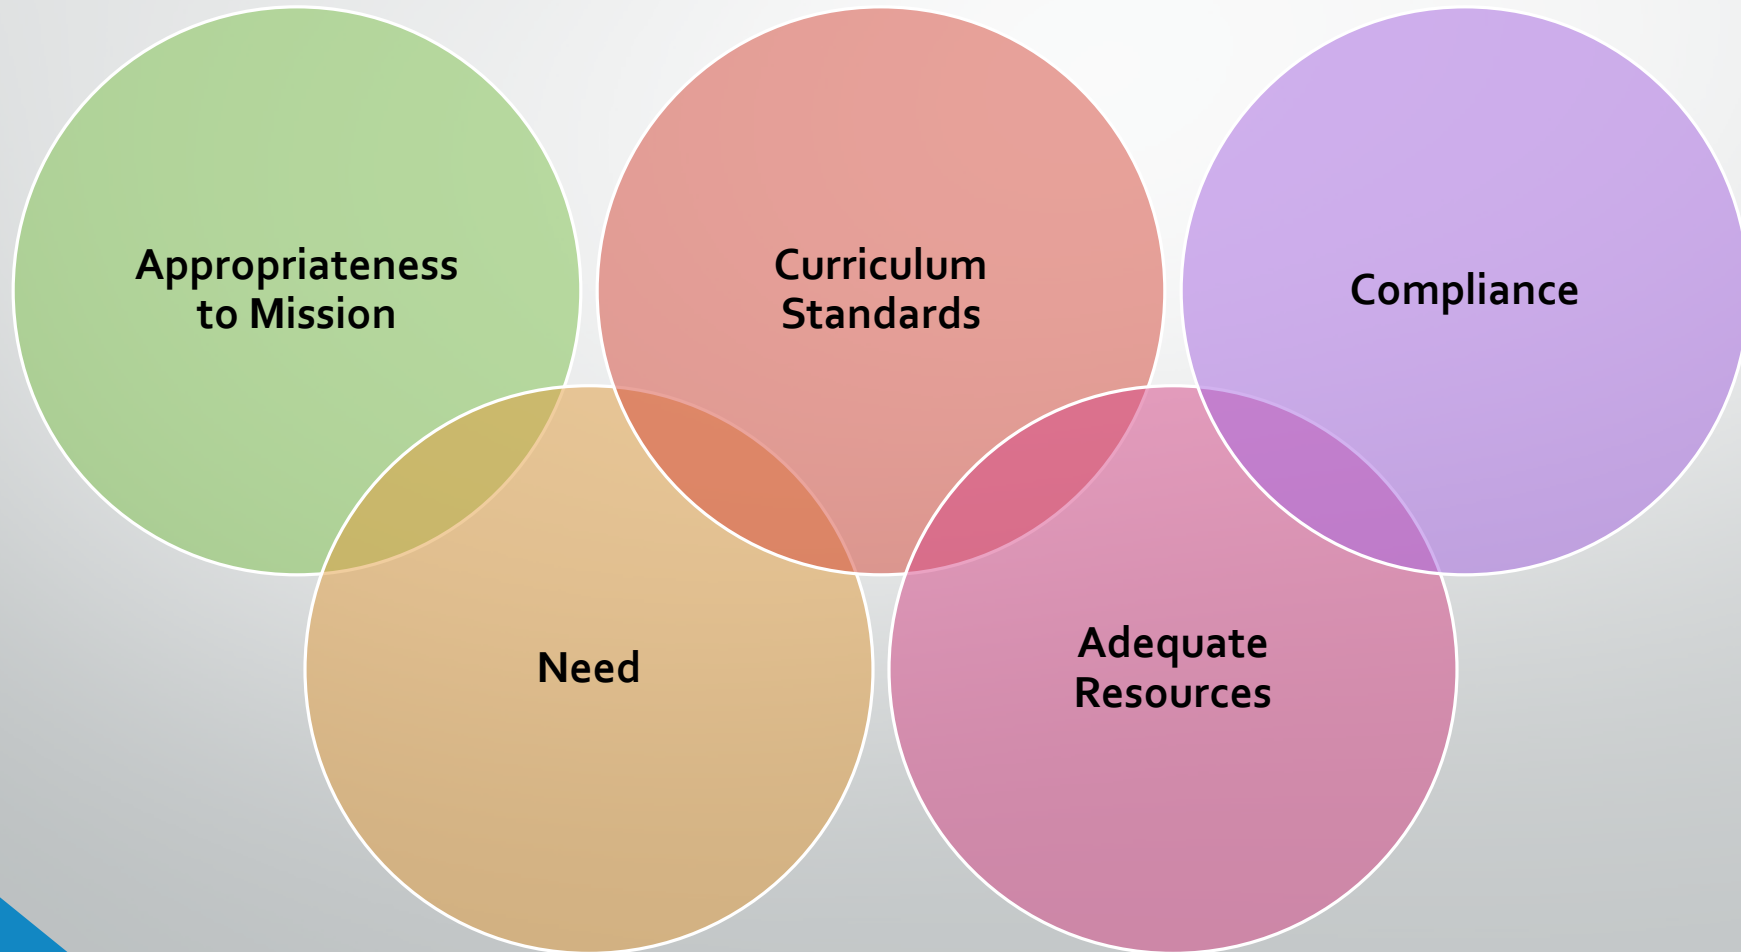 Appropriateness
to Mission
Curriculum
Standards
Compliance
Need
Adequate
Resources